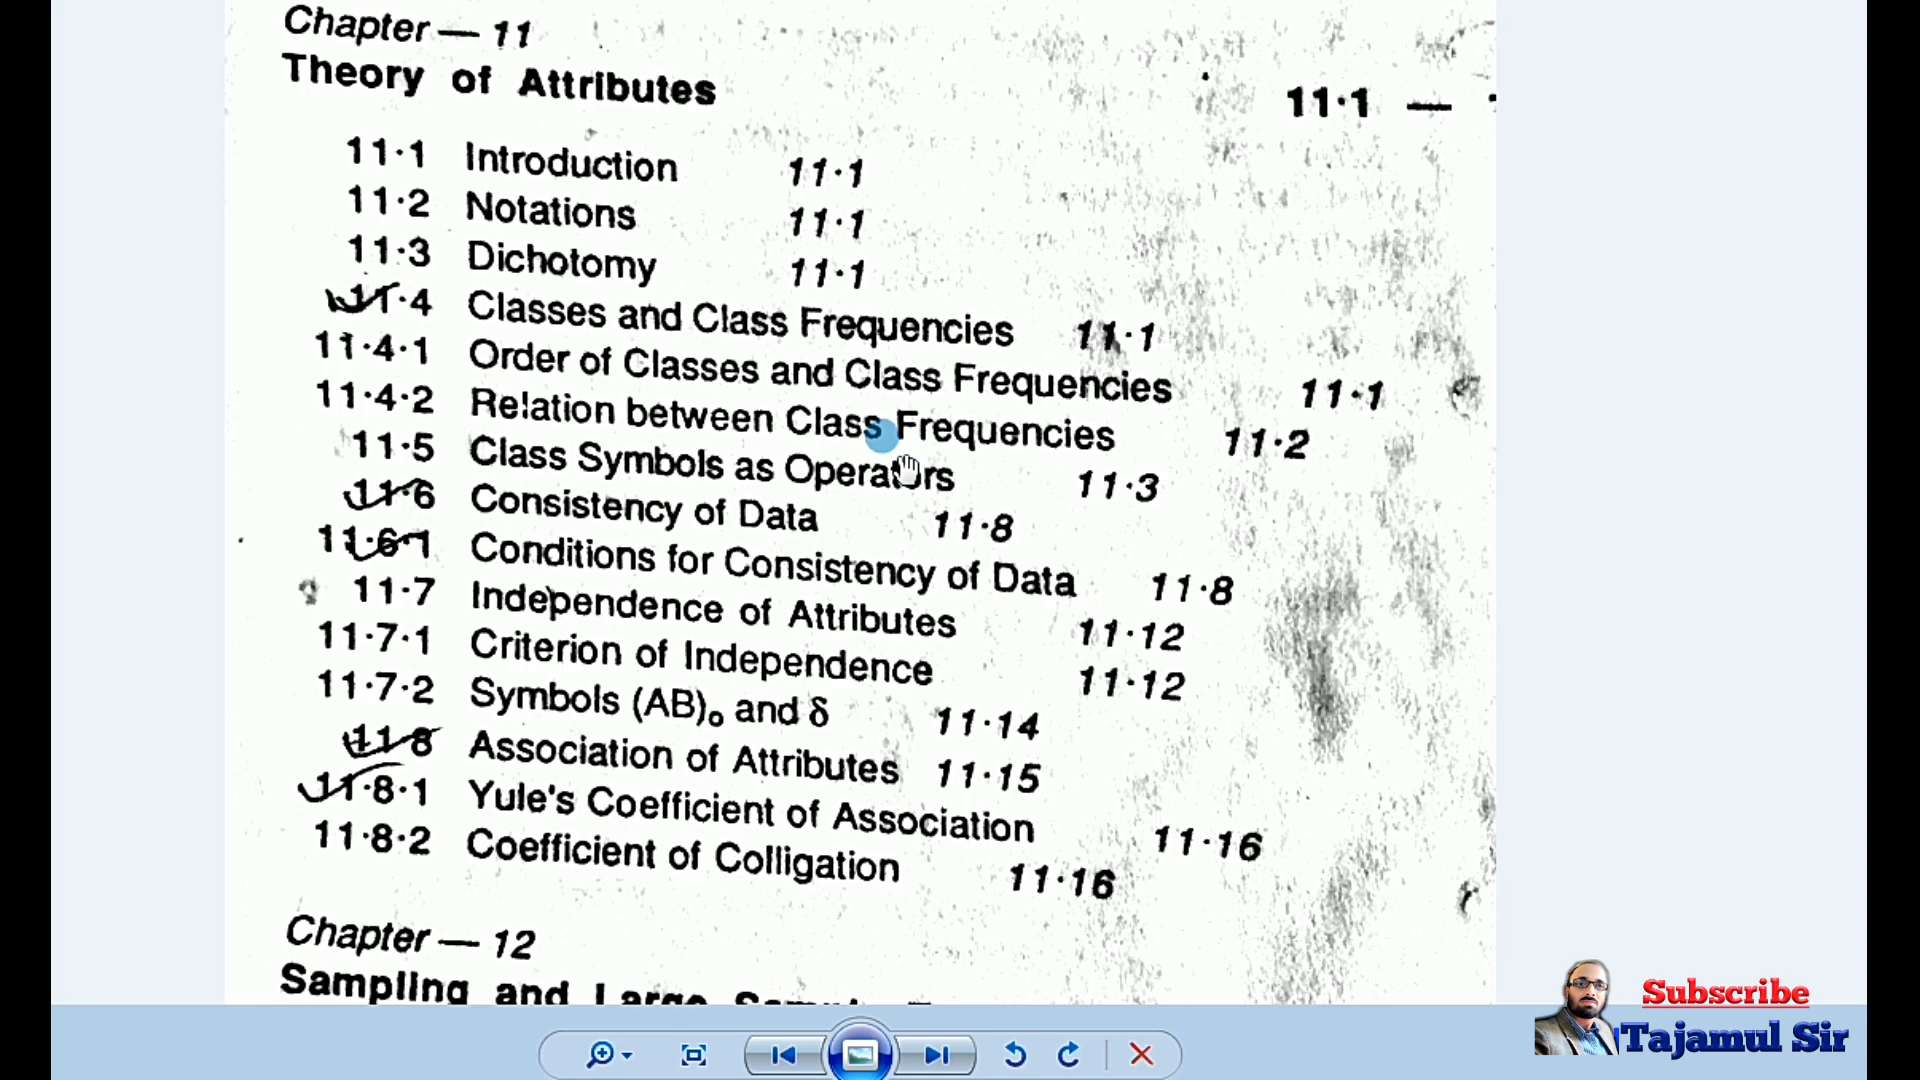 Chapter — 11
Theory of Attributes 11·1 —
11·1 Introduction 11·1
11·2 Notations 11·1
11·3 Dichotomy 11·1
11·4 Classes and Class Frequencies 11·1
11·4·1 Order of Classes and Class Frequencies 11·1
11·4·2 Relation between Class Frequencies 11·2
11·5 Class Symbols as Operators 11·3
11·6 Consistency of Data 11·8
11·6·1 Conditions for Consistency of Data 11·8
11·7 Independence of Attributes 11·12
11·7·1 Criterion of Independence 11·12
11·7·2 Symbols (AB)₀ and δ 11·14
11·8 Association of Attributes 11·15
11·8·1 Yule's Coefficient of Association 11·16
11·8·2 Coefficient of Colligation 11·16
Chapter — 12
Sampling and Large
Subscribe
Tajamul Sir